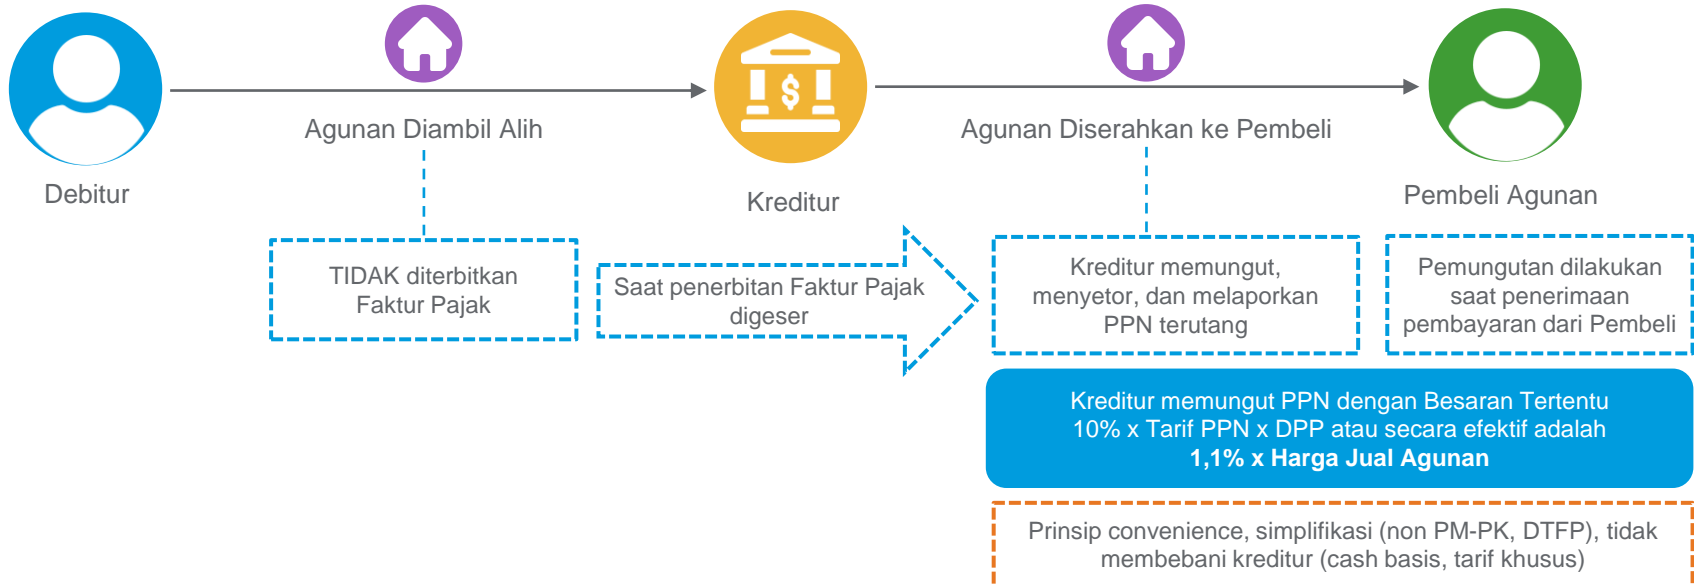 Agunan Diambil Alih
Agunan Diserahkan ke Pembeli
Debitur
$
Kreditur
Pembeli Agunan
TIDAK diterbitkan
Faktur Pajak
Saat penerbitan Faktur Pajak
digeser
Kreditur memungut,
menyetor, dan melaporkan
PPN terutang
Pemungutan dilakukan
saat penerimaan
pembayaran dari Pembeli
Kreditur memungut PPN dengan Besaran Tertentu
10% x Tarif PPN x DPP atau secara efektif adalah
1,1% x Harga Jual Agunan
Prinsip convenience, simplifikasi (non PM-PK, DTFP), tidak
membebani kreditur (cash basis, tarif khusus)